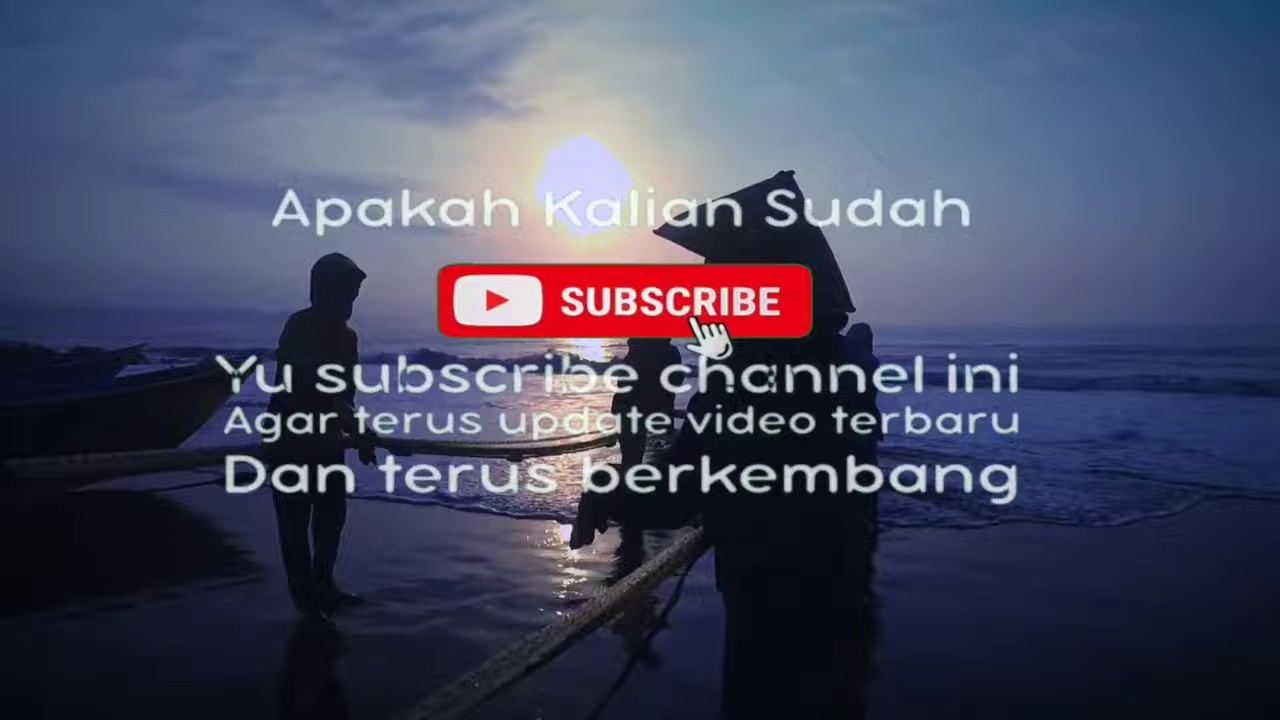 Apakah Kalian Sudah
SUBSCRIBE
Yu subscribe channel ini
Agar terus update video terbaru
Dan terus berkembang